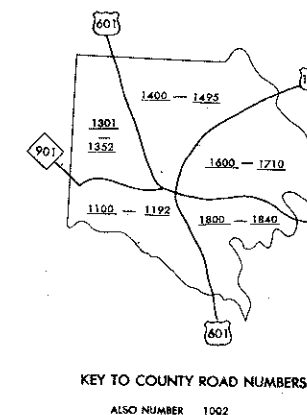 601
1400 — 1495
1
1301
—
1352
901
1600 — 1710
1100 — 1192
1800 — 1840
601
KEY TO COUNTY ROAD NUMBERS
ALSO NUMBER 1002